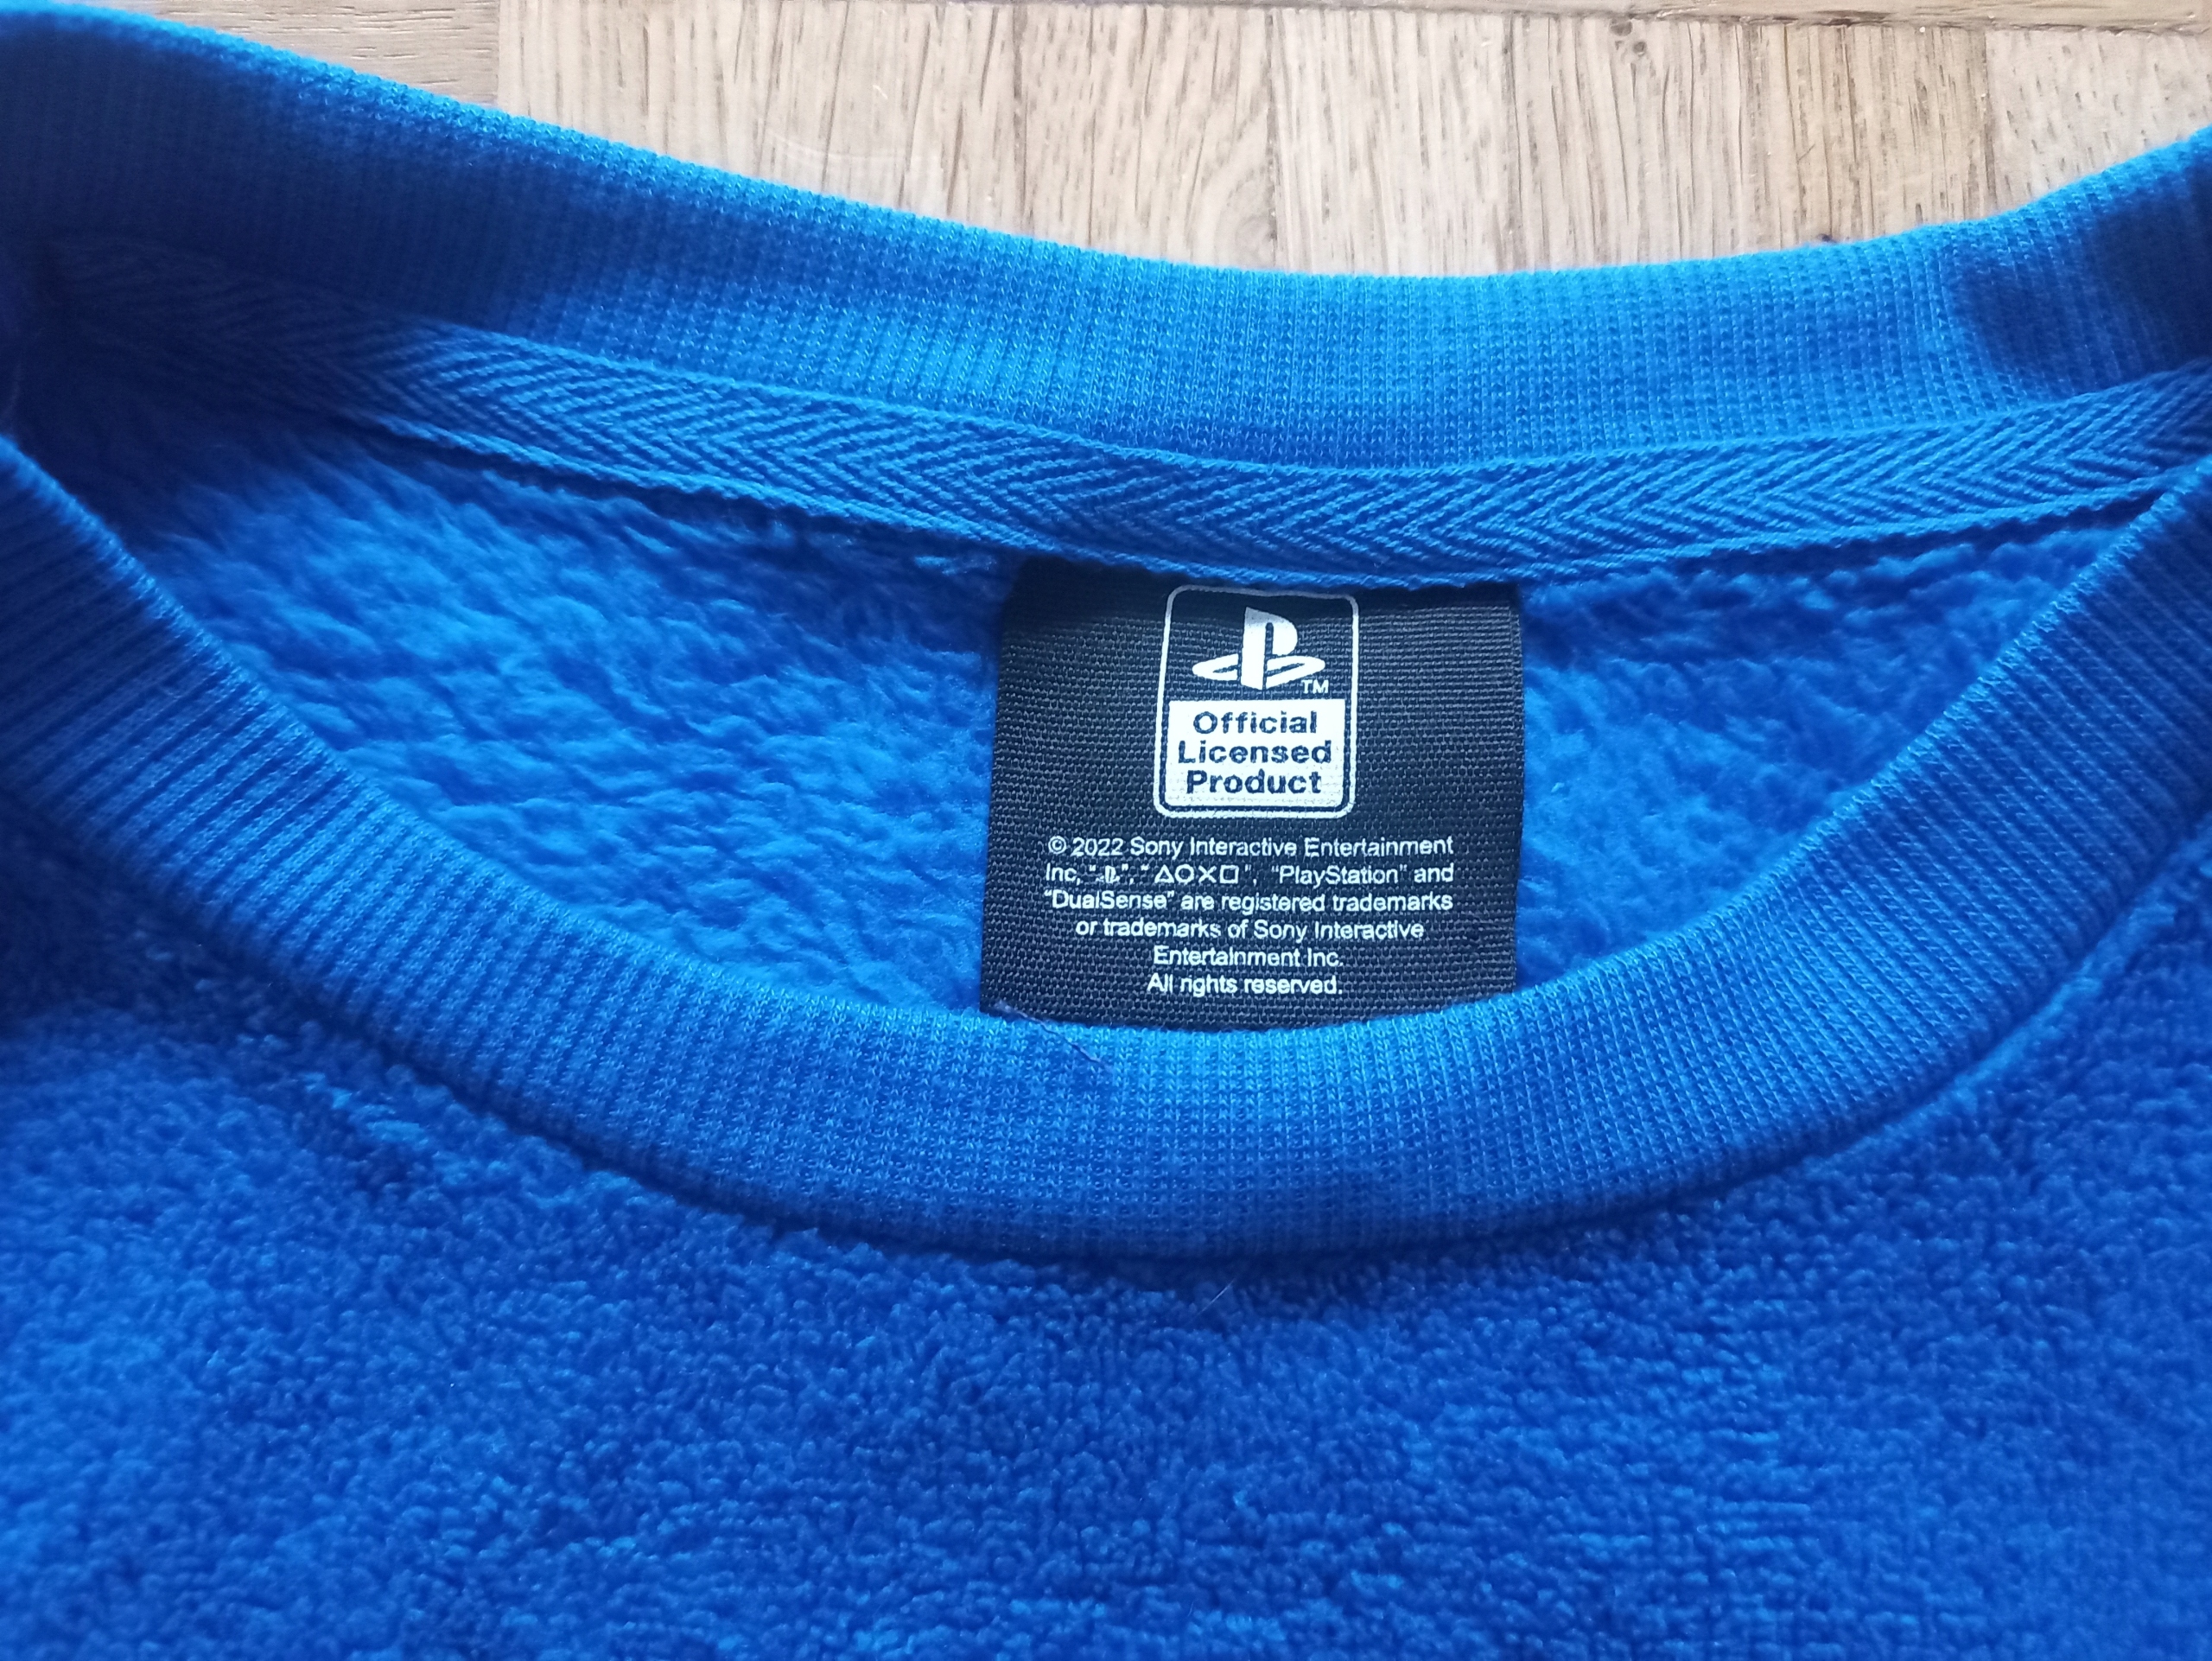 TM
Official
Licensed
Product
© 2022 Sony Interactive Entertainment
Inc. "PS", "△○✕□", "PlayStation" and
"DualSense" are registered trademarks
or trademarks of Sony Interactive
Entertainment Inc.
All rights reserved.